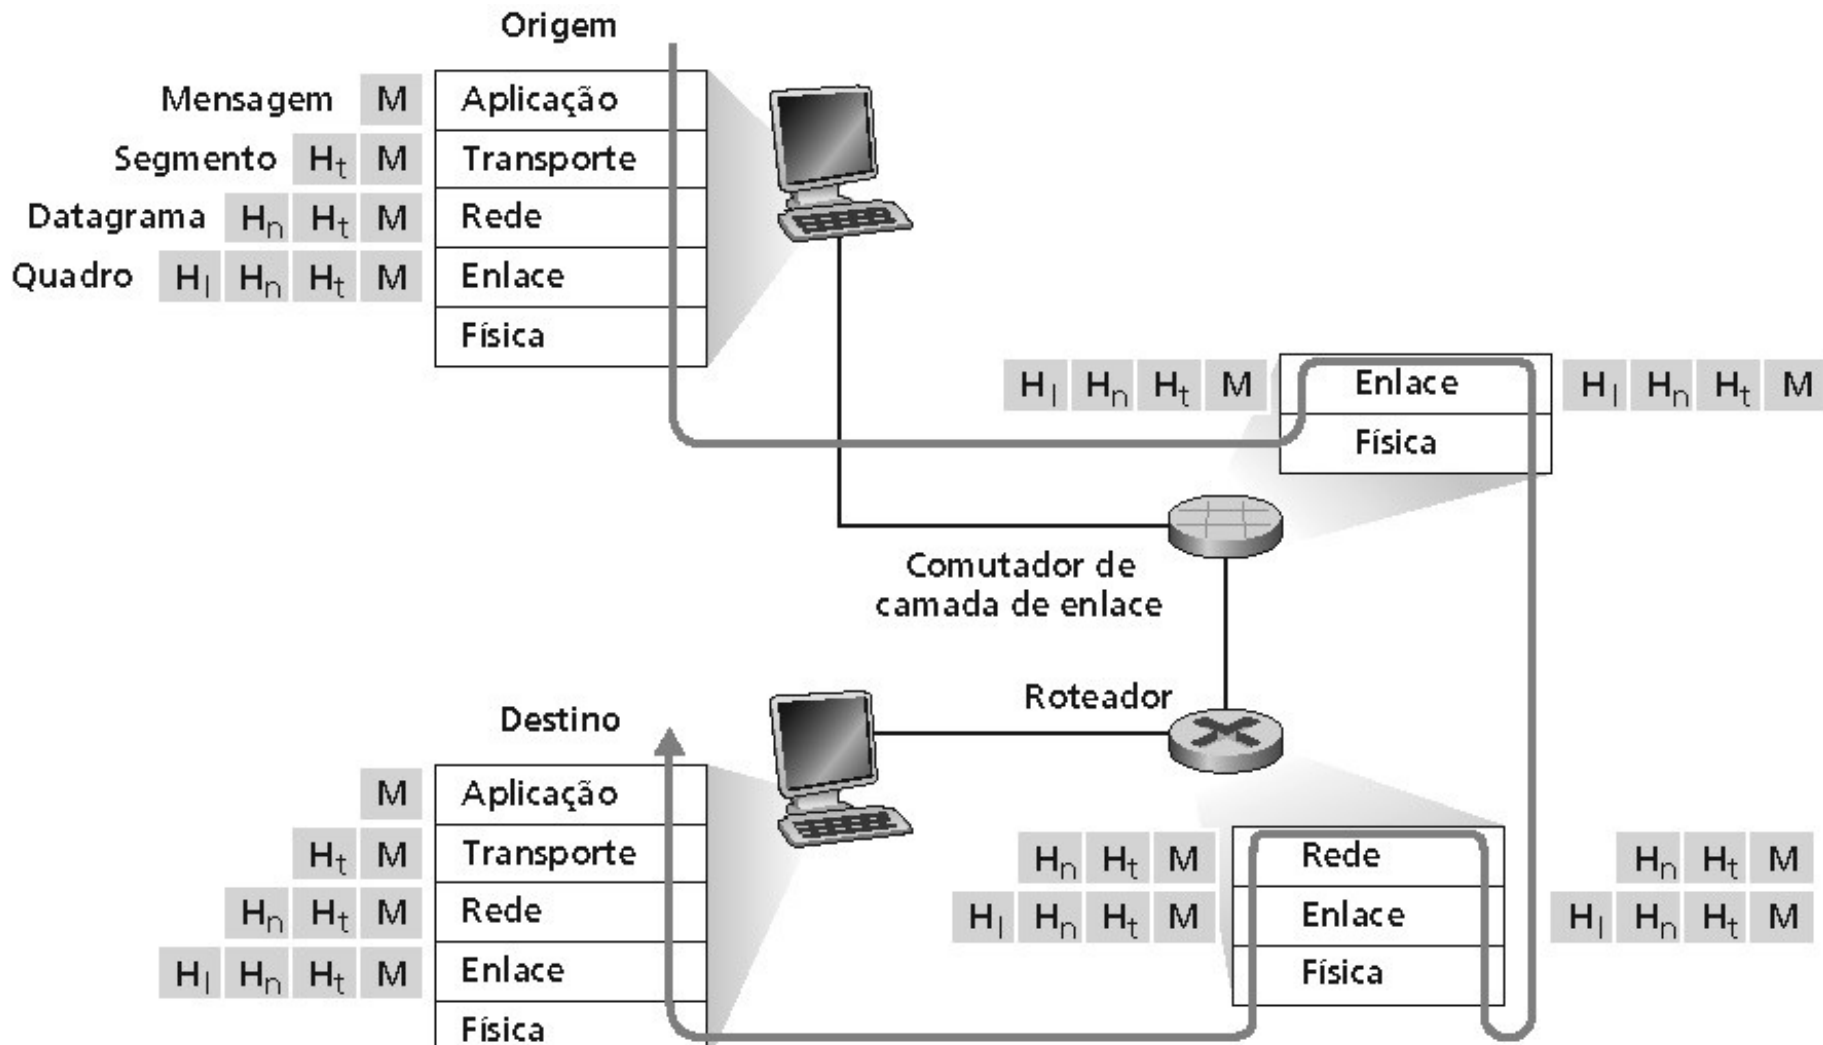 Origem
Mensagem M Aplicação
Segmento Ht M Transporte
Datagrama Hn Ht M Rede
Quadro Hl Hn Ht M Enlace
Física
Hl Hn Ht M Enlace Hl Hn Ht M
Física
Comutador de
camada de enlace
Roteador
Destino
M Aplicação
Ht M Transporte
Hn Ht M Rede
Hl Hn Ht M Enlace
Física
Hn Ht M Rede Hn Ht M
Hl Hn Ht M Enlace Hl Hn Ht M
Física